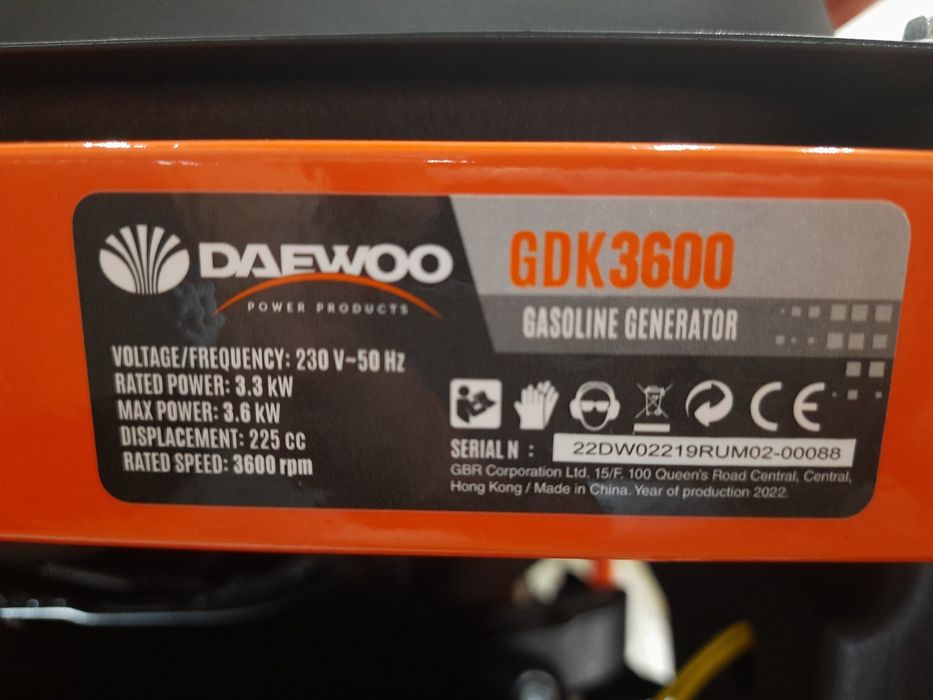 DAEWOO
POWER PRODUCTS
GDK3600
GASOLINE GENERATOR
VOLTAGE/FREQUENCY: 230 V~50 Hz
RATED POWER: 3.3 kW
MAX POWER: 3.6 kW
DISPLACEMENT: 225 cc
RATED SPEED: 3600 rpm
CE
SERIAL N : 22DW02219RUM02-00088
GBR Corporation Ltd. 15/F. 100 Queen's Road Central, Central,
Hong Kong / Made in China. Year of production 2022.